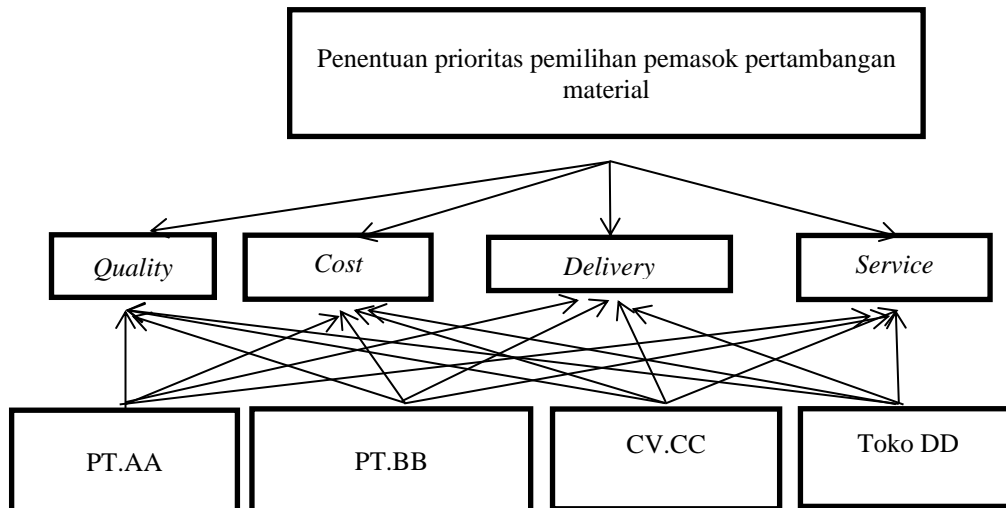 Penentuan prioritas pemilihan pemasok pertambangan
material
Quality
Cost
Delivery
Service
PT.AA
PT.BB
CV.CC
Toko DD